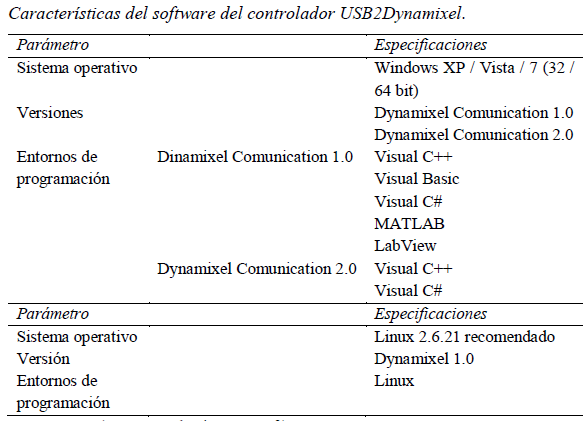 Características del software del controlador USB2Dynamixel.
Parámetro Especificaciones
Sistema operativo Windows XP / Vista / 7 (32 /
64 bit)
Versiones Dynamixel Comunication 1.0
Dynamixel Comunication 2.0
Entornos de Dinamixel Comunication 1.0 Visual C++
programación Visual Basic
Visual C#
MATLAB
LabView
Dynamixel Comunication 2.0 Visual C++
Visual C#
Parámetro Especificaciones
Sistema operativo Linux 2.6.21 recomendado
Versión Dynamixel 1.0
Entornos de Linux
programación